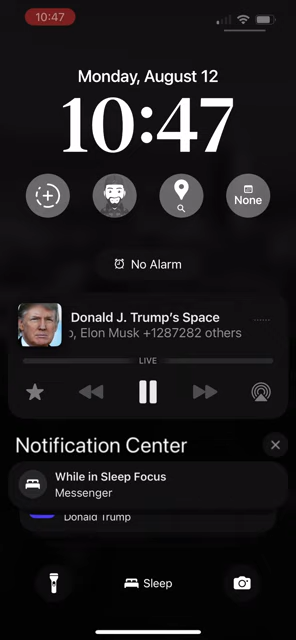 10:47
Monday, August 12
10:47
None
No Alarm
Donald J. Trump's Space
, Elon Musk +1287282 others
LIVE
Notification Center
While in Sleep Focus
Messenger
Donald Trump
Sleep